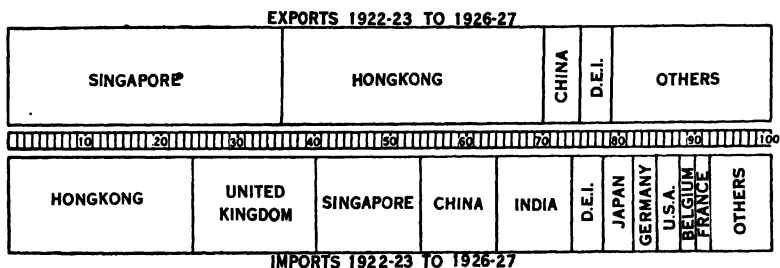 EXPORTS 1922-23 TO 1926-27
SINGAPORE HONGKONG CHINA D.E.I. OTHERS
10 20 30 40 50 60 70 80 90 100
HONGKONG UNITED KINGDOM SINGAPORE CHINA INDIA D.E.I. JAPAN GERMANY U.S.A. BELGIUM FRANCE OTHERS
IMPORTS 1922-23 TO 1926-27